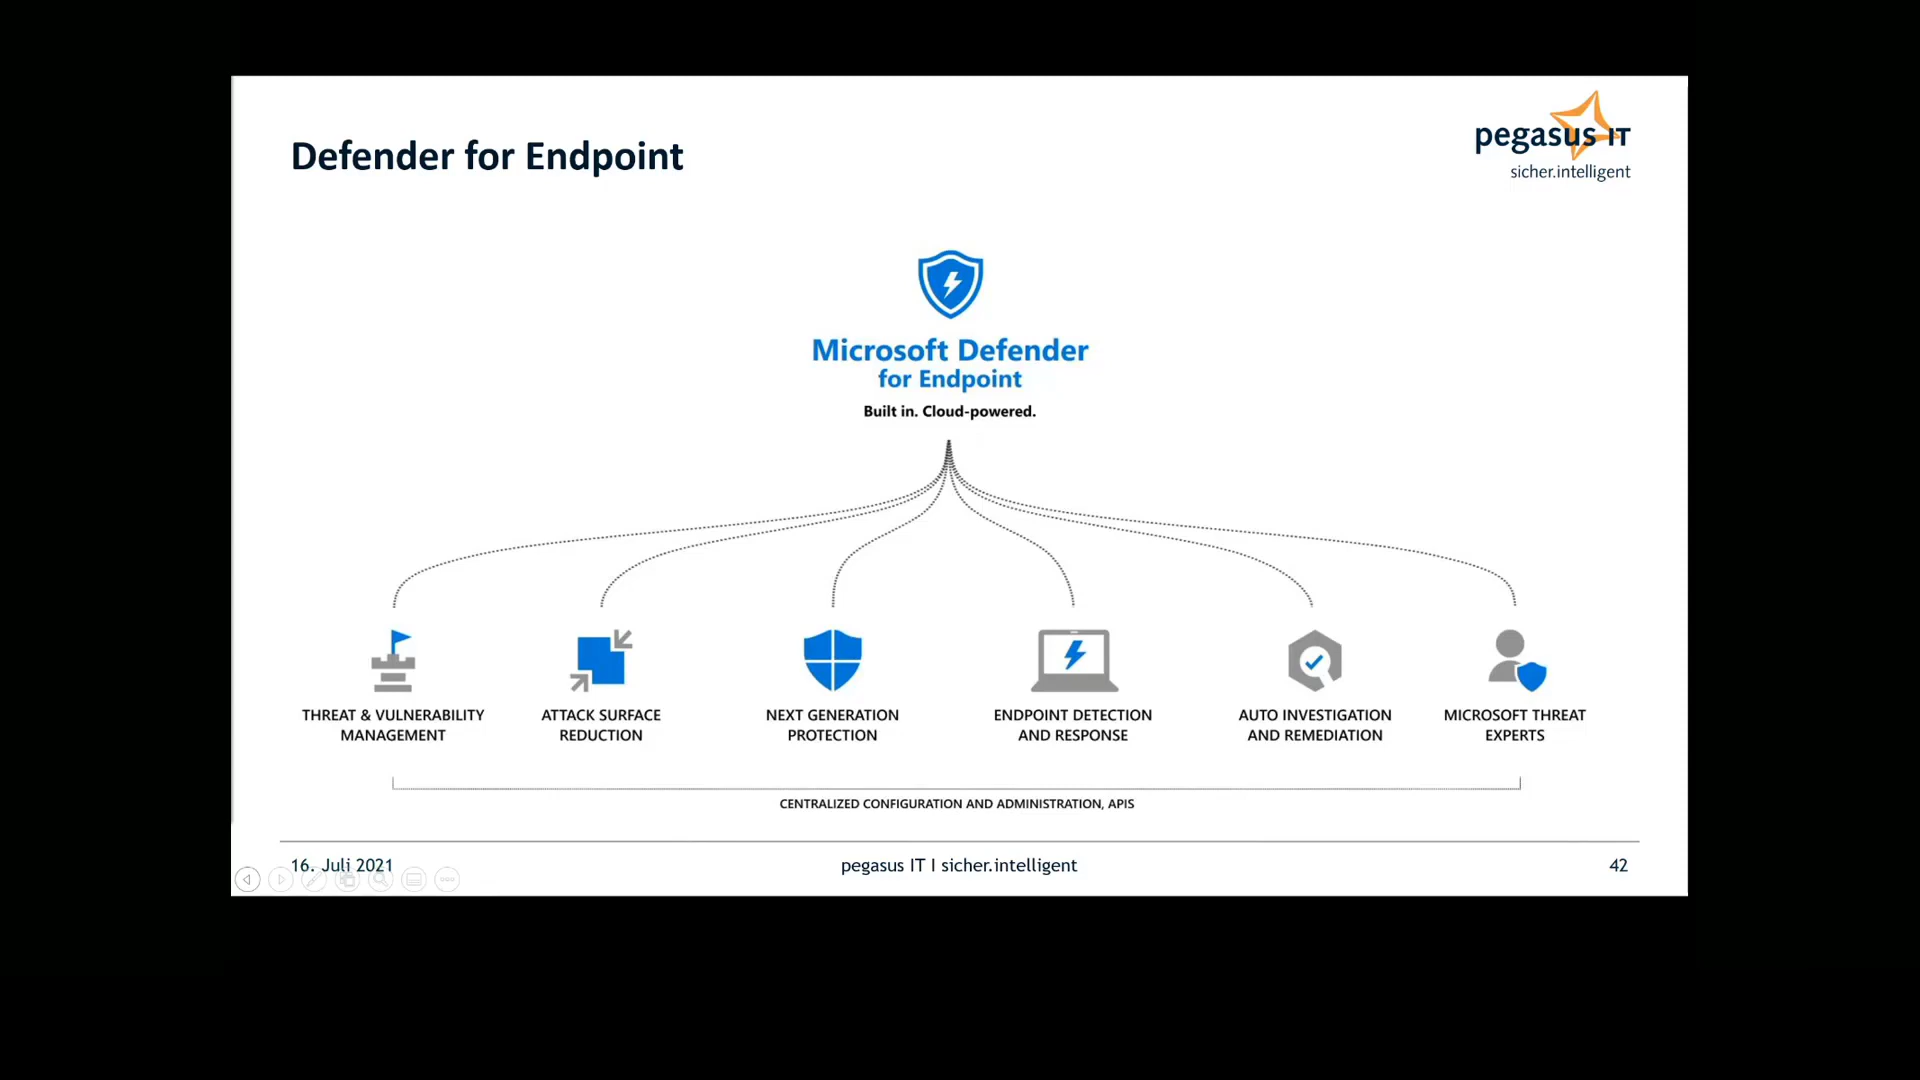 Defender for Endpoint
pegasus IT
sicher.intelligent
Microsoft Defender
for Endpoint
Built in. Cloud-powered.
THREAT & VULNERABILITY
MANAGEMENT
ATTACK SURFACE
REDUCTION
NEXT GENERATION
PROTECTION
ENDPOINT DETECTION
AND RESPONSE
AUTO INVESTIGATION
AND REMEDIATION
MICROSOFT THREAT
EXPERTS
CENTRALIZED CONFIGURATION AND ADMINISTRATION, APIS
16. Juli 2021
pegasus IT I sicher.intelligent
42